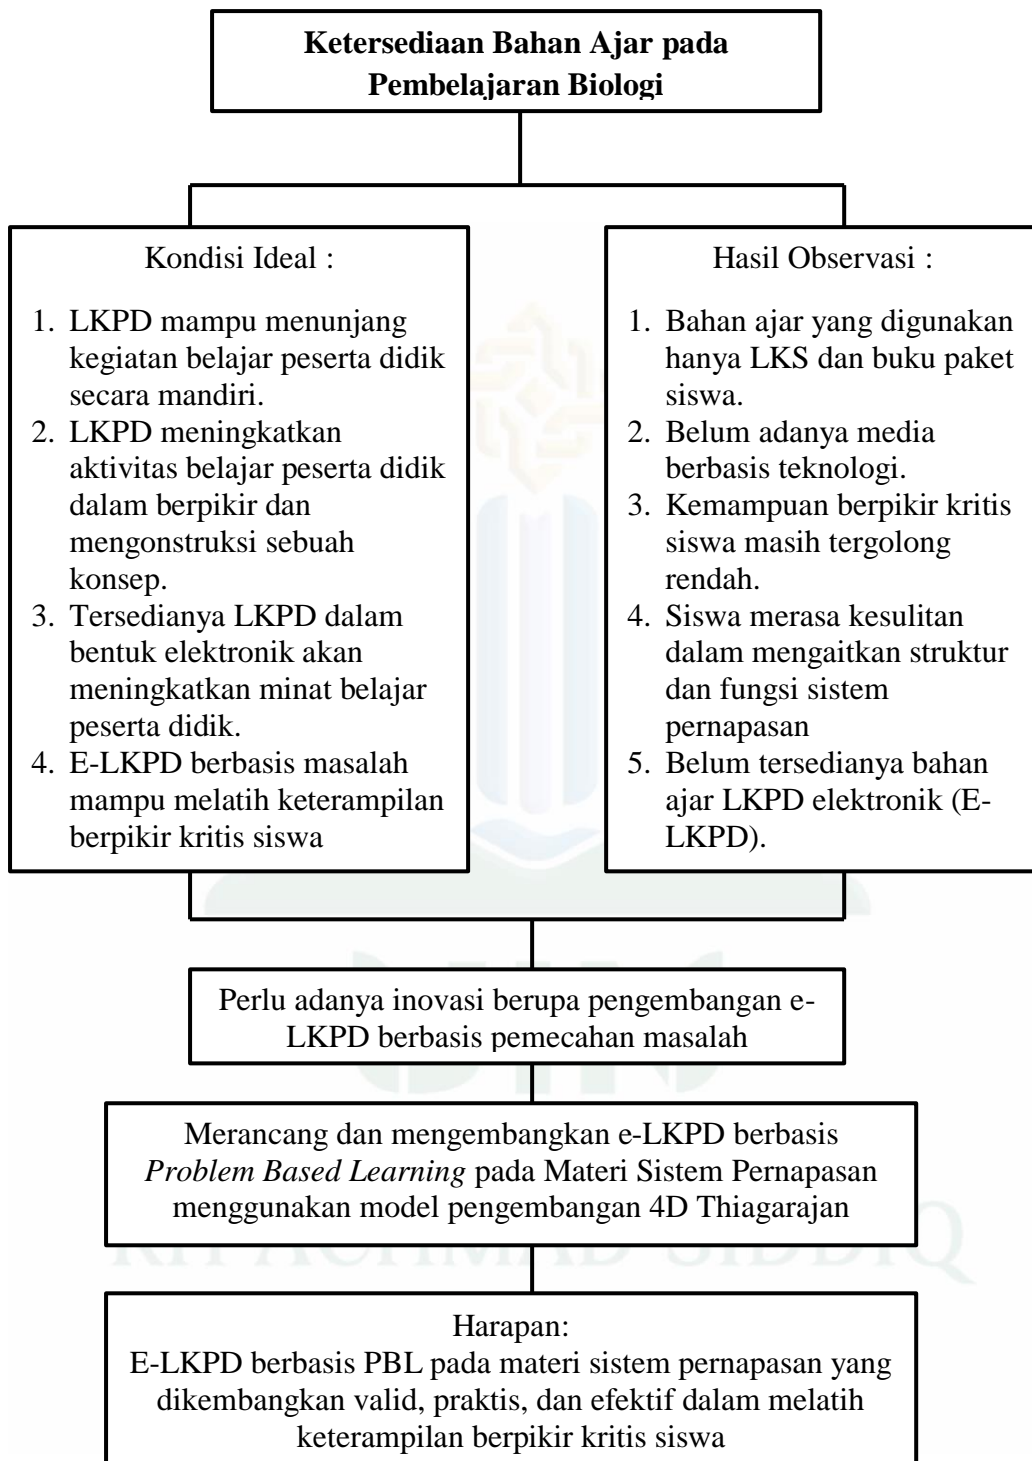 Ketersediaan Bahan Ajar pada
Pembelajaran Biologi
Kondisi Ideal :
1. LKPD mampu menunjang
kegiatan belajar peserta didik
secara mandiri.
2. LKPD meningkatkan
aktivitas belajar peserta didik
dalam berpikir dan
mengonstruksi sebuah
konsep.
3. Tersedianya LKPD dalam
bentuk elektronik akan
meningkatkan minat belajar
peserta didik.
4. E-LKPD berbasis masalah
mampu melatih keterampilan
berpikir kritis siswa
Hasil Observasi :
1. Bahan ajar yang digunakan
hanya LKS dan buku paket
siswa.
2. Belum adanya media
berbasis teknologi.
3. Kemampuan berpikir kritis
siswa masih tergolong
rendah.
4. Siswa merasa kesulitan
dalam mengaitkan struktur
dan fungsi sistem
pernapasan
5. Belum tersedianya bahan
ajar LKPD elektronik (E-
LKPD).
Perlu adanya inovasi berupa pengembangan e-
LKPD berbasis pemecahan masalah
Merancang dan mengembangkan e-LKPD berbasis
Problem Based Learning pada Materi Sistem Pernapasan
menggunakan model pengembangan 4D Thiagarajan
Harapan:
E-LKPD berbasis PBL pada materi sistem pernapasan yang
dikembangkan valid, praktis, dan efektif dalam melatih
keterampilan berpikir kritis siswa